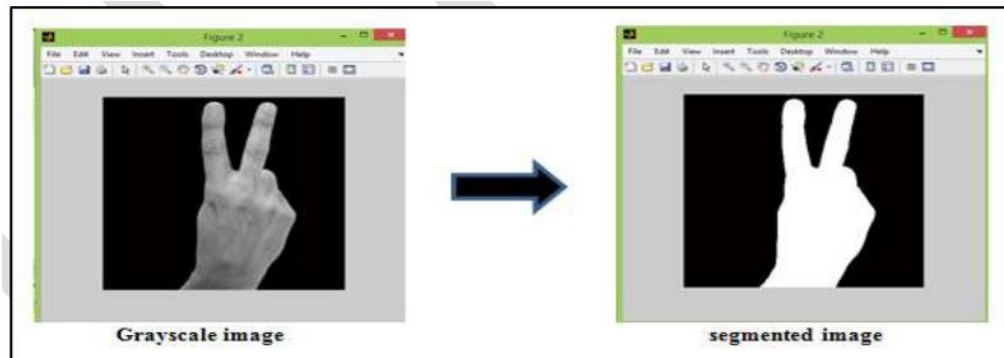 Figure 2
File Edit View Insert Tools Desktop Window Help
Figure 2
File Edit View Insert Tools Desktop Window Help
Grayscale image
segmented image